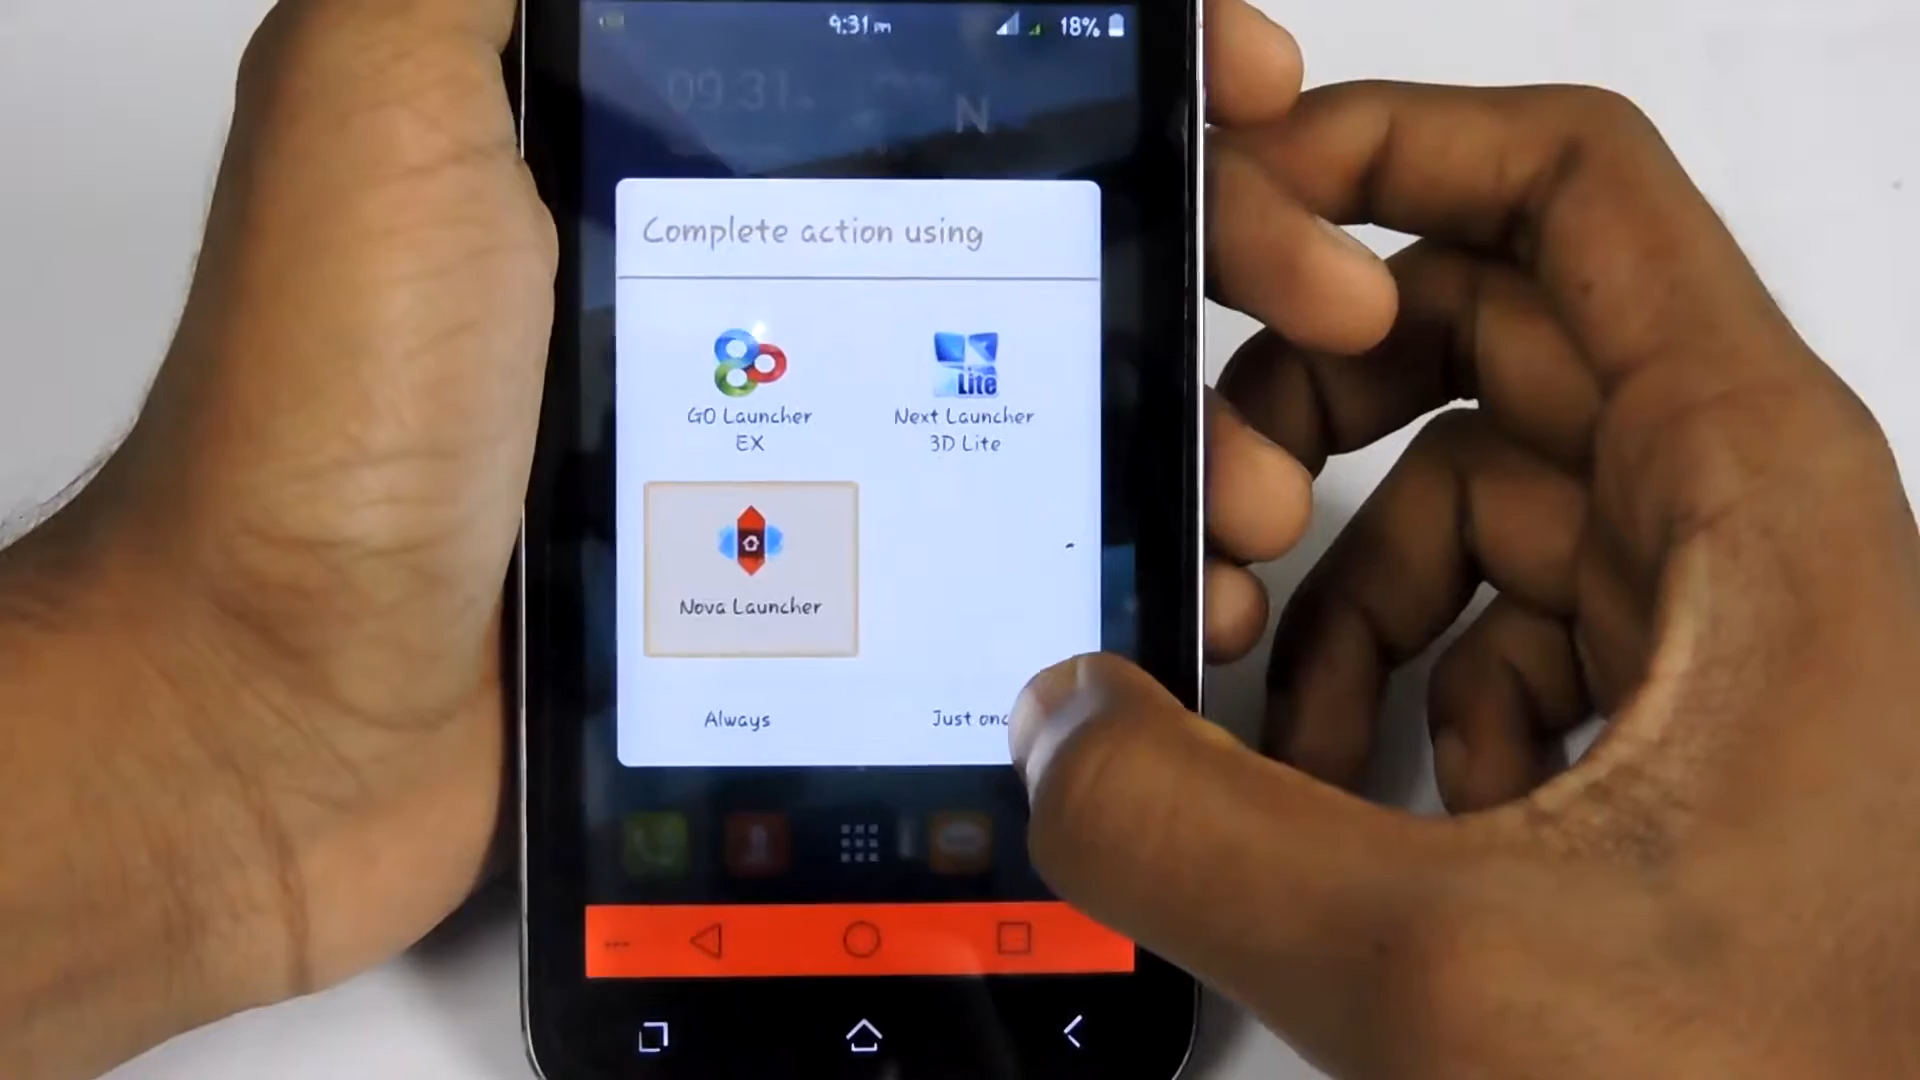 9:31 pm
18%
09:31
N
Complete action using
Lite
GO Launcher
EX
Next Launcher
3D Lite
Nova Launcher
Always
Just onc